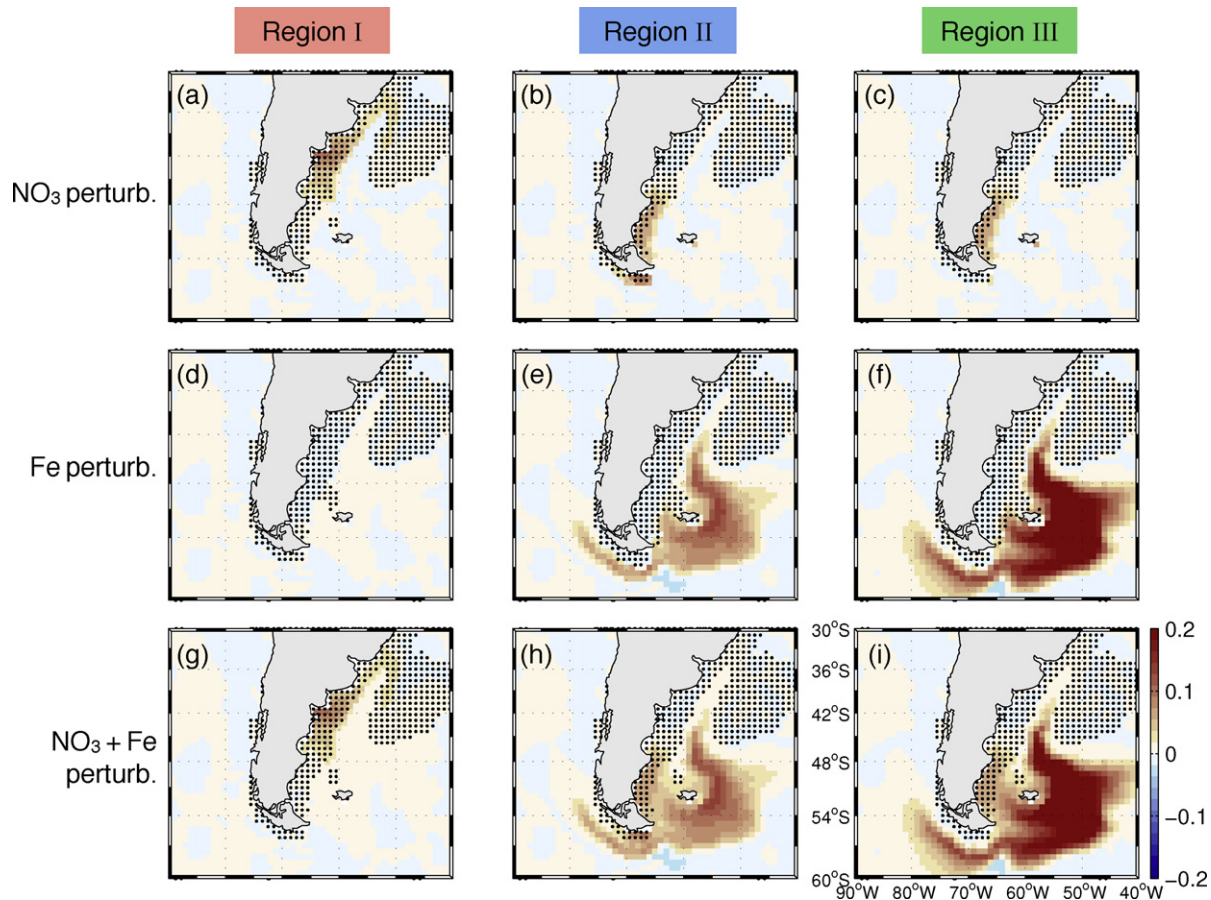 Region I
Region II
Region III
(a)
(b)
(c)
NO₃ perturb.
(d)
(e)
(f)
Fe perturb.
(g)
(h)
(i)
NO₃ + Fe
perturb.
30°S
36°S
42°S
48°S
54°S
60°S
90°W 80°W 70°W 60°W 50°W 40°W
0.2
0.1
0
-0.1
-0.2